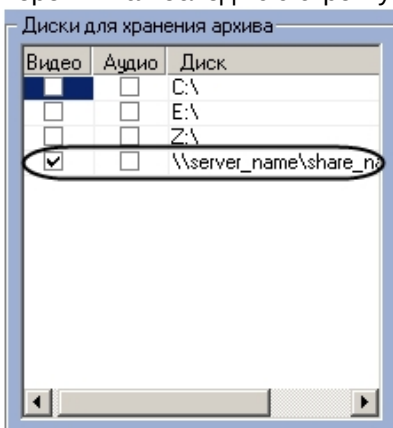 Диски для хранения архива
Видео Аудио Диск
C:\
E:\
Z:\
\\server_name\share_na